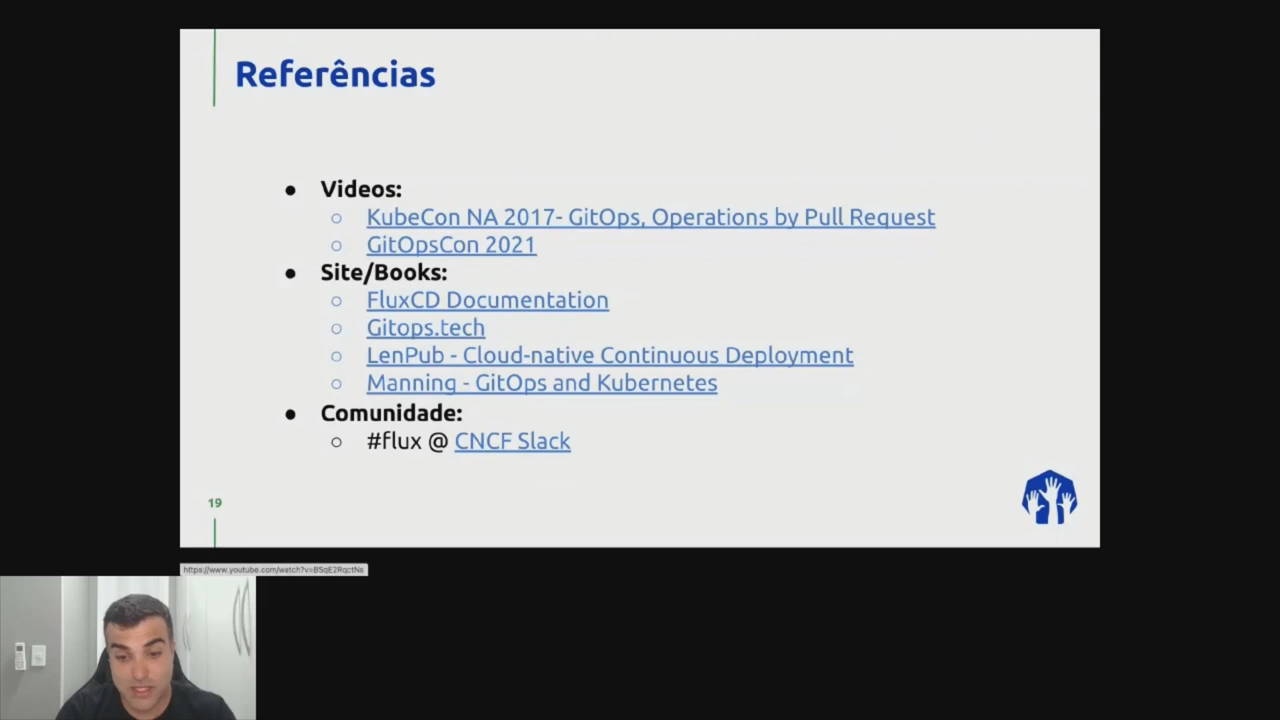 Referências
● Videos:
○ KubeCon NA 2017- GitOps, Operations by Pull Request
○ GitOpsCon 2021
● Site/Books:
○ FluxCD Documentation
○ Gitops.tech
○ LenPub - Cloud-native Continuous Deployment
○ Manning - GitOps and Kubernetes
● Comunidade:
○ #flux @ CNCF Slack
19